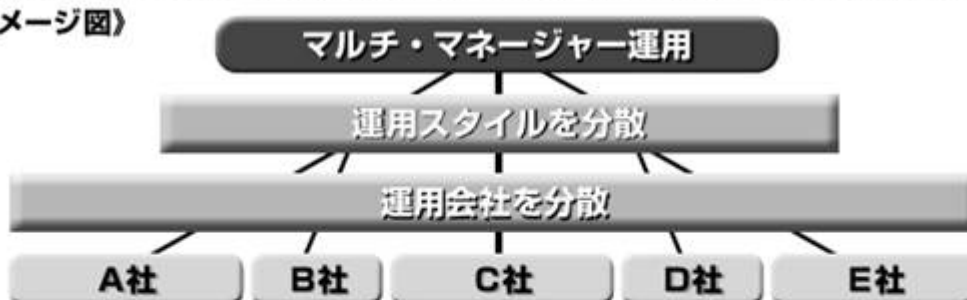 メージ図》
マルチ・マネージャー運用
運用スタイルを分散
運用会社を分散
A社 B社 C社 D社 E社